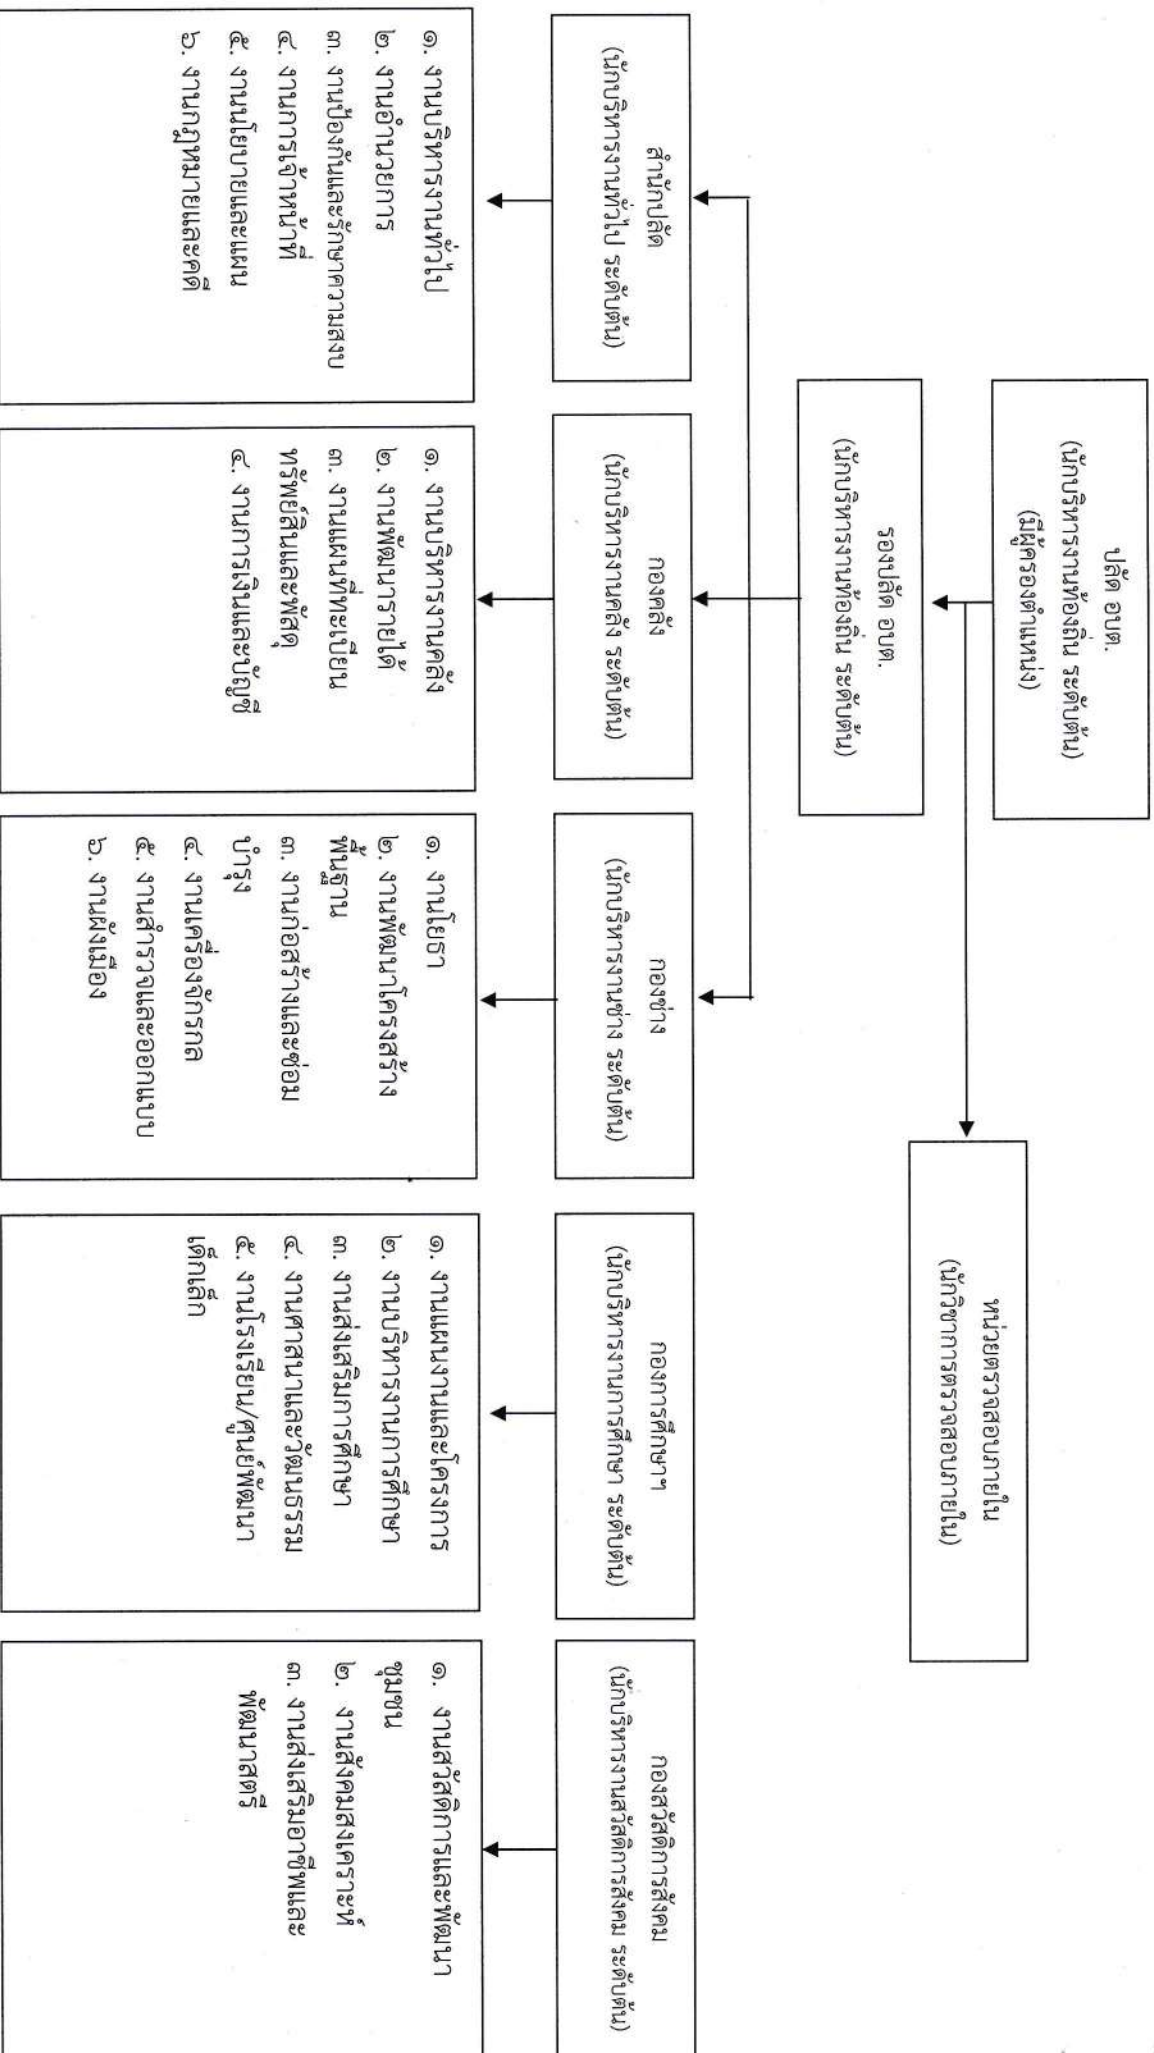 ปลัด อบต.
(นักบริหารงานท้องถิ่น ระดับต้น)
(มีผู้ครองตำแหน่ง)
หน่วยตรวจสอบภายใน
(นักวิชาการตรวจสอบภายใน)
รองปลัด อบต.
(นักบริหารงานท้องถิ่น ระดับต้น)
สำนักปลัด
(นักบริหารงานทั่วไป ระดับต้น)
กองคลัง
(นักบริหารงานคลัง ระดับต้น)
กองช่าง
(นักบริหารงานช่าง ระดับต้น)
กองการศึกษาฯ
(นักบริหารงานการศึกษา ระดับต้น)
กองสวัสดิการสังคม
(นักบริหารงานสวัสดิการสังคม ระดับต้น)
๑. งานบริหารงานทั่วไป
๒. งานอำนวยการ
๓. งานป้องกันและรักษาความสงบ
๔. งานการเจ้าหน้าที่
๕. งานนโยบายและแผน
๖. งานกฎหมายและคดี
๑. งานบริหารงานคลัง
๒. งานพัฒนารายได้
๓. งานแผนที่ทะเบียน
ทรัพย์สินและพัสดุ
๔. งานการเงินและบัญชี
๑. งานโยธา
๒. งานพัฒนาโครงสร้าง
พื้นฐาน
๓. งานก่อสร้างและซ่อม
บำรุง
๔. งานเครื่องจักรกล
๕. งานสำรวจและออกแบบ
๖. งานผังเมือง
๑. งานแผนงานและโครงการ
๒. งานบริหารงานการศึกษา
๓. งานส่งเสริมการศึกษา
๔. งานศาสนาและวัฒนธรรม
๕. งานโรงเรียน/ศูนย์พัฒนา
เด็กเล็ก
๑. งานสวัสดิการและพัฒนา
ชุมชน
๒. งานสังคมสงเคราะห์
๓. งานส่งเสริมอาชีพและ
พัฒนาสตรี